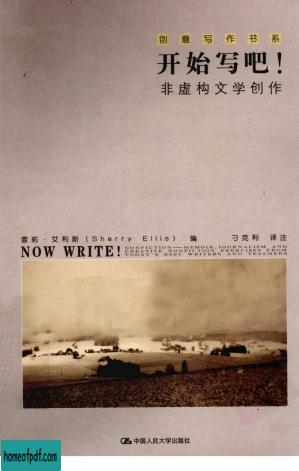 创意写作书系
开始写吧！
非虚构文学创作
雪莉·艾利斯（Sherry Ellis） 编 刁克利 译注
NOW WRITE! NONFICTION—MEMOIR, JOURNALISM AND
CREATIVE NONFICTION EXERCISES FROM
TODAY'S BEST WRITERS AND TEACHERS
中国人民大学出版社
homeofpdf.com